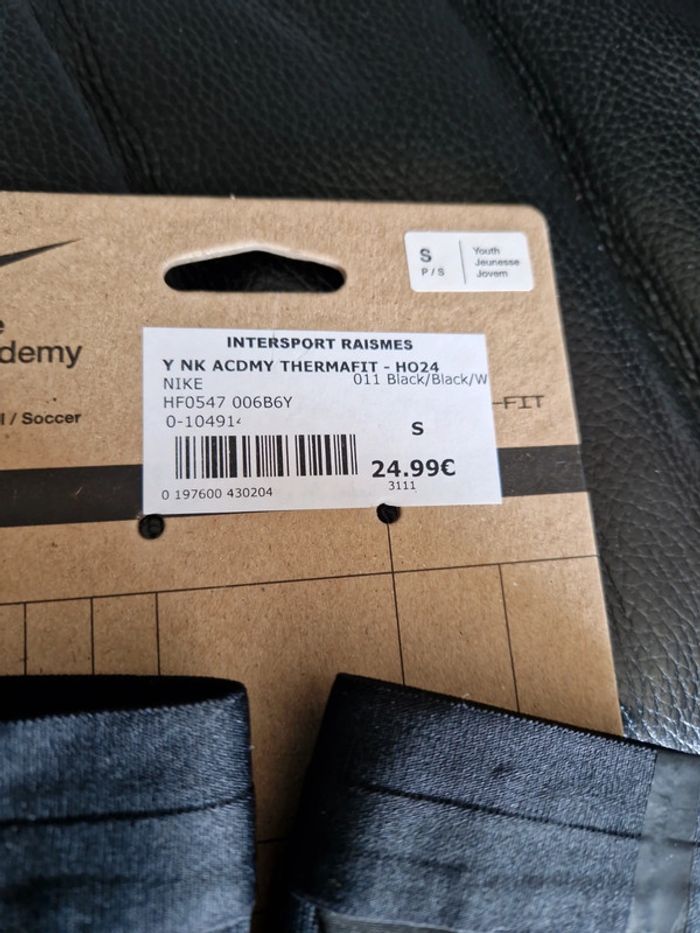 S
P / S
Youth
Jeunesse
Jovem
demy
/ Soccer
INTERSPORT RAISMES
Y NK ACDMY THERMAFIT - HO24
NIKE
011 Black/Black/W
HF0547 006B6Y
-FIT
0-10491
S
24.99€
3111
0 197600 430204